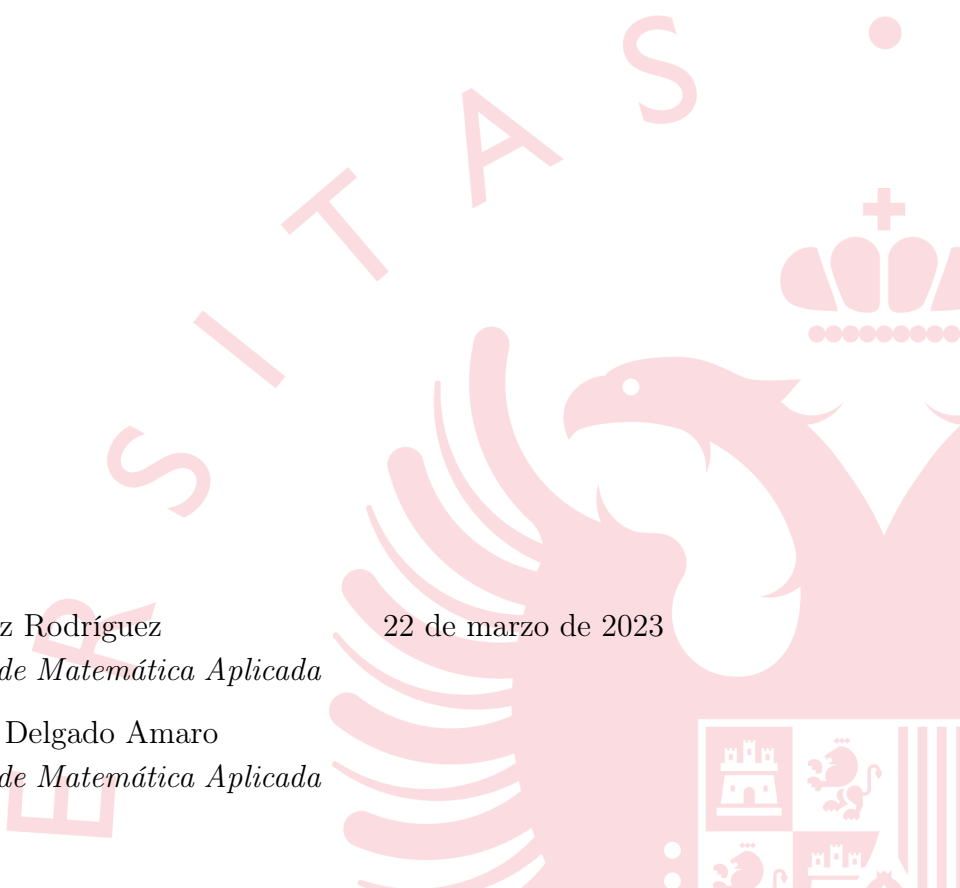 E R S I T A S •
z Rodríguez
22 de marzo de 2023
de Matemática Aplicada
Delgado Amaro
de Matemática Aplicada